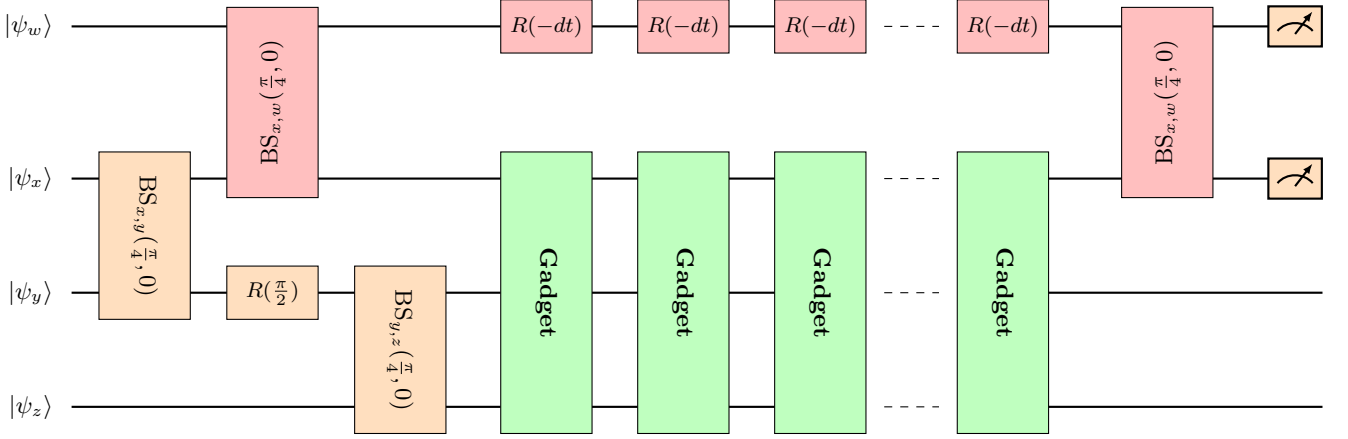 |ψ_w⟩
BS_{x,w}(π/4, 0)
R(−dt)
R(−dt)
R(−dt)
R(−dt)
BS_{x,w}(π/4, 0)
|ψ_x⟩
BS_{x,y}(π/4, 0)
Gadget
Gadget
Gadget
Gadget
|ψ_y⟩
R(π/2)
BS_{y,z}(π/4, 0)
|ψ_z⟩